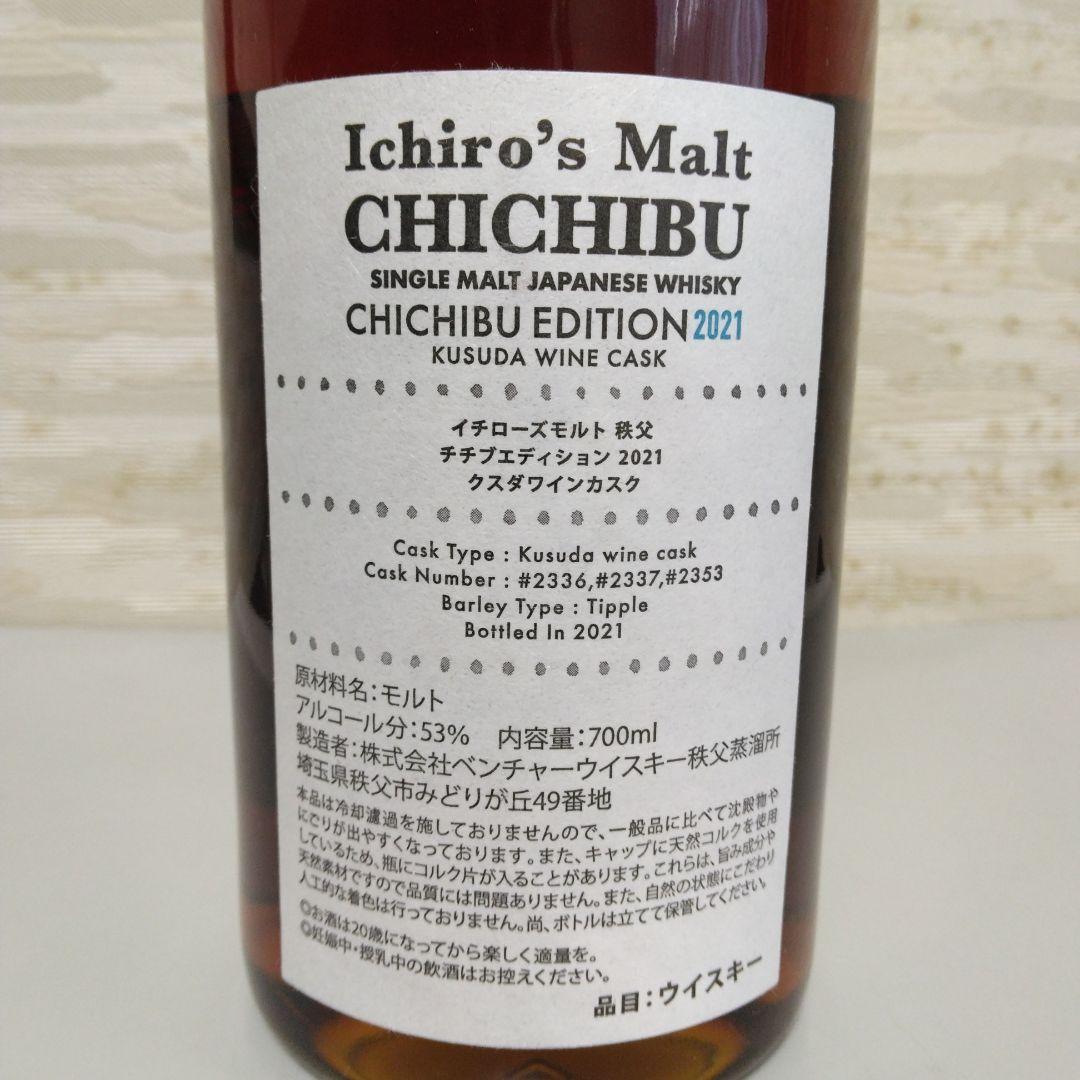 Ichiro's Malt
CHICHIBU
SINGLE MALT JAPANESE WHISKY
CHICHIBU EDITION 2021
KUSUDA WINE CASK
イチローズモルト 秩父
チチブエディション 2021
クスダワインカスク
Cask Type : Kusuda wine cask
Cask Number : #2336,#2337,#2353
Barley Type : Tipple
Bottled In 2021
原材料名：モルト
アルコール分：53%　内容量：700ml
製造者：株式会社ベンチャーウイスキー秩父蒸溜所
埼玉県秩父市みどりが丘49番地
本品は冷却濾過を施しておりませんので、一般品に比べて沈殿物や
にごりが出やすくなっております。また、キャップに天然コルクを使用
しているため、瓶にコルク片が入ることがあります。これらは、旨み成分や
天然素材ですので品質には問題ありません。また、自然の状態にこだわり
人工的な着色は行っておりません。尚、ボトルは立てて保管してください。
◎お酒は20歳になってから楽しく適量を。
◎妊娠中・授乳中の飲酒はお控えください。
品目：ウイスキー